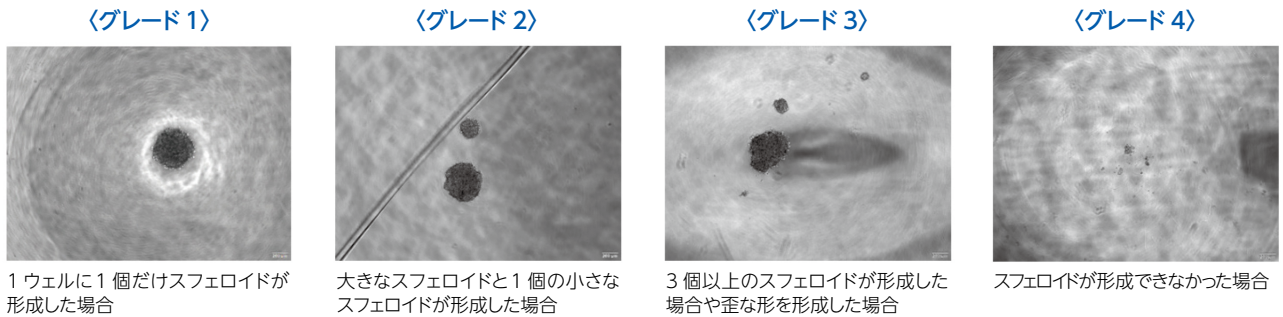 〈グレード 1〉
〈グレード 2〉
〈グレード 3〉
〈グレード 4〉
1 ウェルに 1 個だけスフェロイドが
形成した場合
大きなスフェロイドと 1 個の小さな
スフェロイドが形成した場合
3 個以上のスフェロイドが形成した
場合や歪な形を形成した場合
スフェロイドが形成できなかった場合